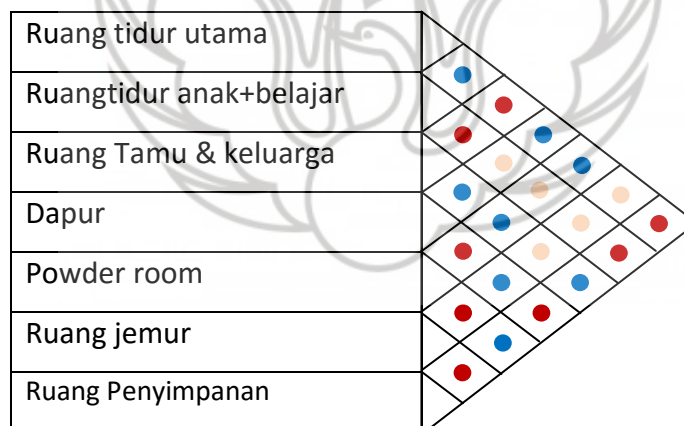 Ruang tidur utama
Ruangtidur anak+belajar
Ruang Tamu & keluarga
Dapur
Powder room
Ruang jemur
Ruang Penyimpanan